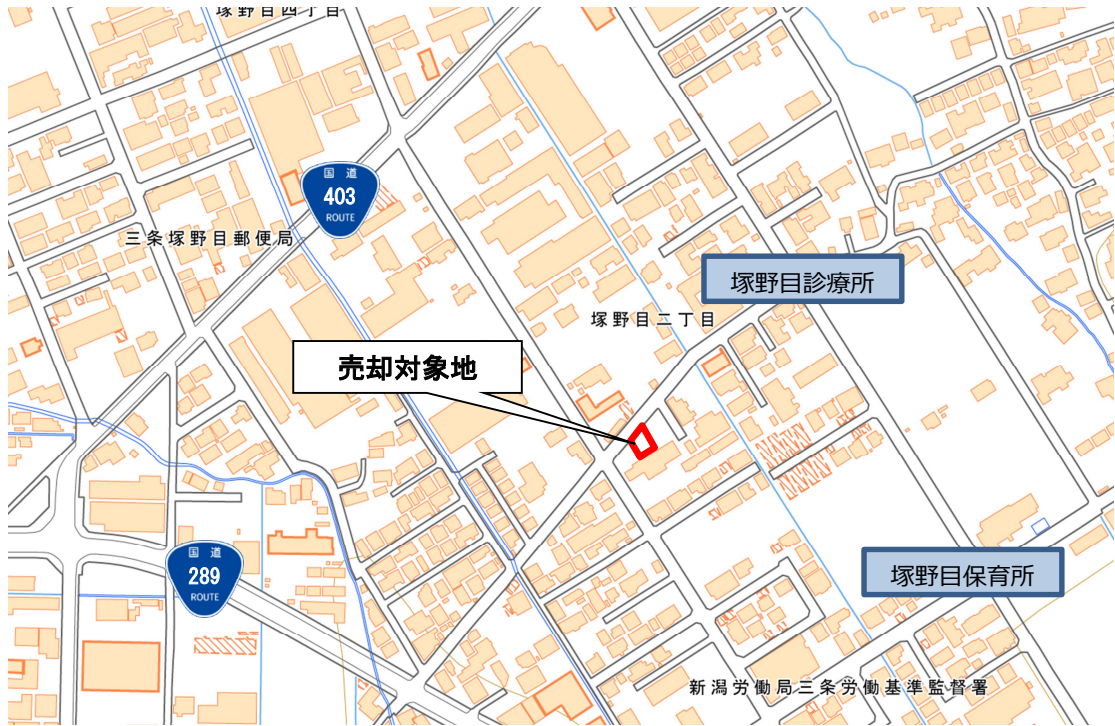 塚野目四丁目
国道
403
ROUTE
三条塚野目郵便局
塚野目診療所
塚野目二丁目
売却対象地
国道
289
ROUTE
塚野目保育所
新潟労働局三条労働基準監督署